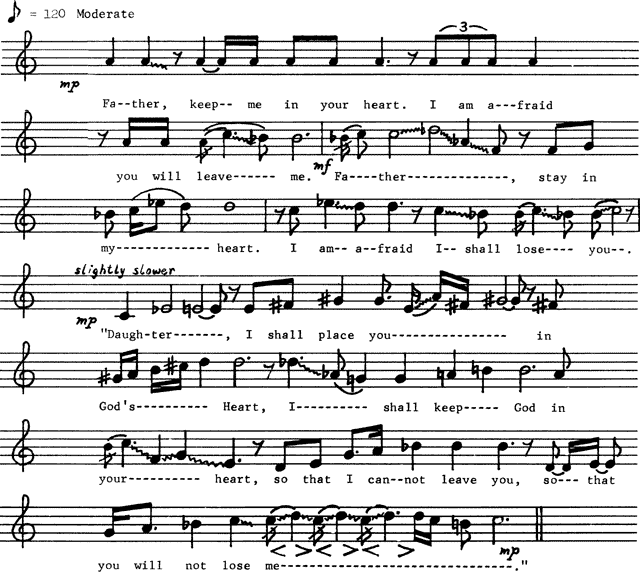 ♪ = 120 Moderate
3
mp
Fa--ther, keep-- me in your heart. I am a---fraid
mf
you will leave------ me. Fa----ther-------------, stay in
my------------ heart. I am-- a--fraid I-- shall lose---- you--.
slightly slower
mp
"Daugh-ter-------, I shall place you--------------- in
God's---------- Heart, I---------- shall keep----- God in
your---------- heart, so that I can--not leave you, so--- that
mp
you will not lose me--------------------------------."